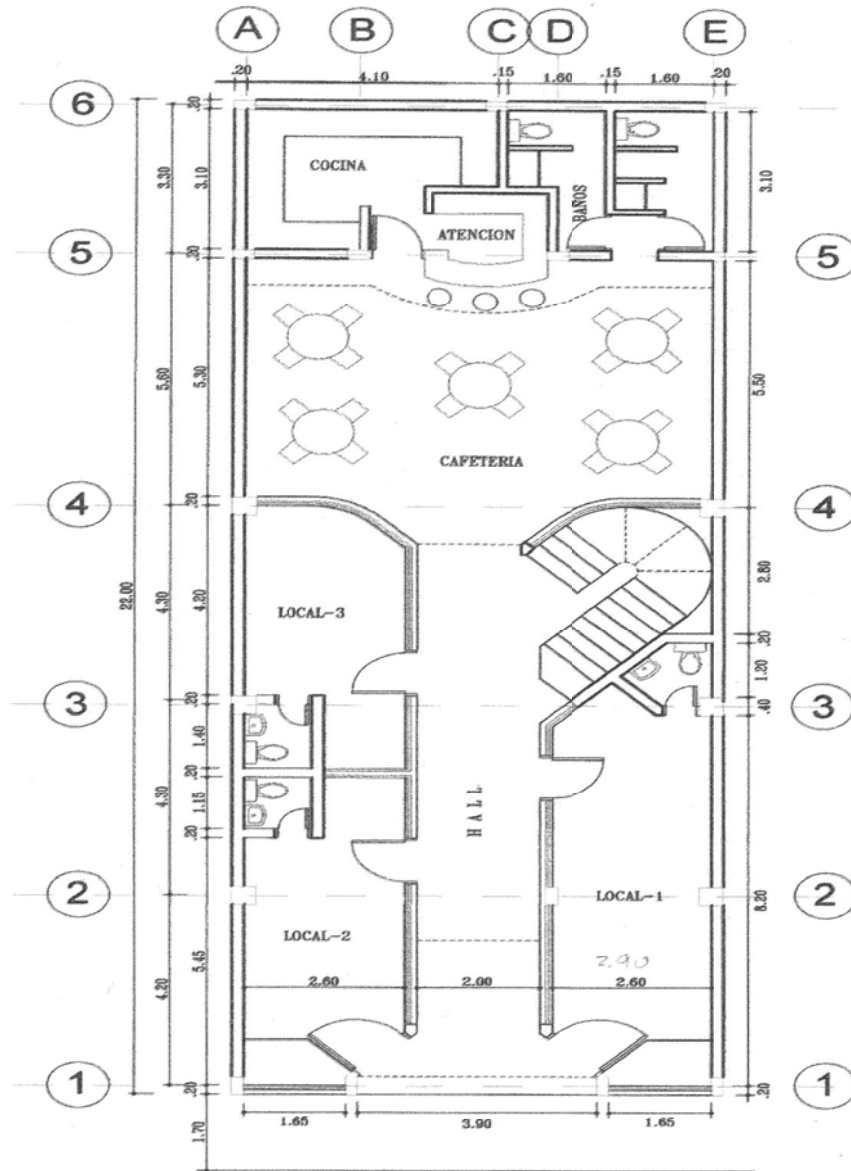 A B C D E
.20 4.10 .15 1.60 .15 1.60 .20
6
.20
3.30 3.10 3.10
COCINA
BAÑOS
ATENCION
5 5
.20
5.60 5.30 5.50
CAFETERIA
4 4
.20
22.00
4.30 4.20 2.80
LOCAL-3
.20
1.20
3 3
.20 .40
1.40
.20
4.30 1.15
HALL
.20
2 2
LOCAL-1
8.20
LOCAL-2
5.45
2.90
4.20
2.60 2.00 2.60
1 1
.20 .20
1.65 3.90 1.65
1.70